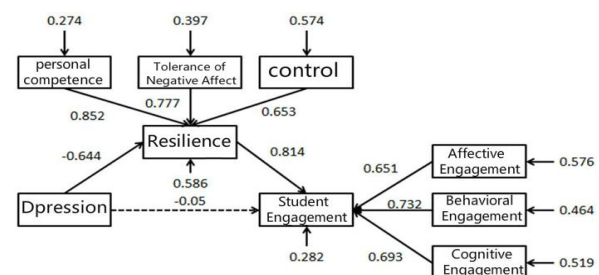 0.274
0.397
0.574
personal
competence
Tolerance of
Negative Affect
control
0.852
0.777
0.653
Resilience
-0.644
0.814
0.586
Dpression
-0.05
Student
Engagement
0.282
0.651
0.732
0.693
Affective
Engagement
0.576
Behavioral
Engagement
0.464
Cognitive
Engagement
0.519